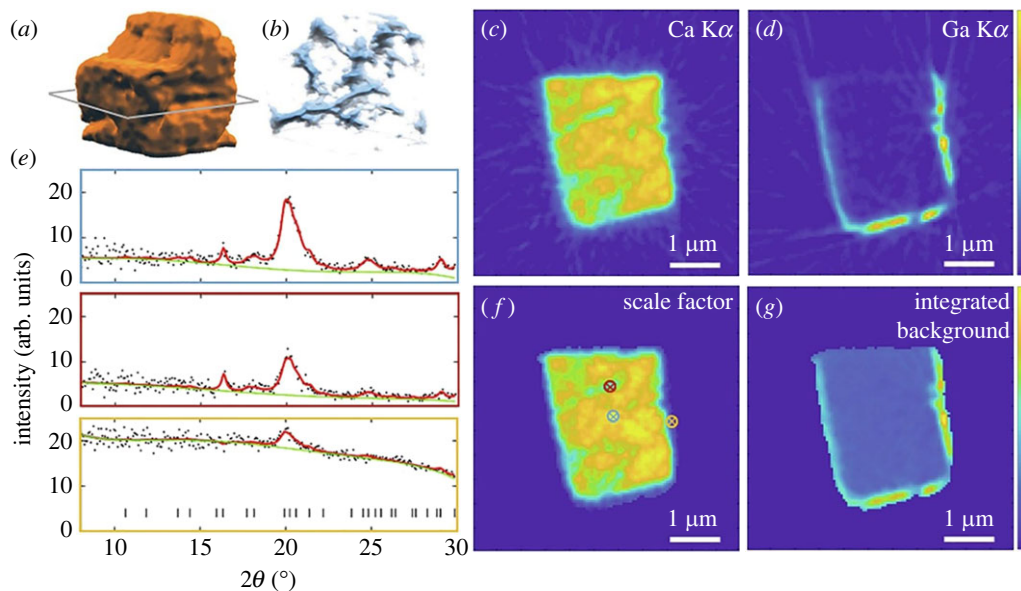 (a)
(b)
(c) Ca Kα
(d) Ga Kα
1 μm
1 μm
(e)
20
10
0
20
10
0
20
10
0
10 15 20 25 30
2θ (°)
intensity (arb. units)
(f) scale factor
1 μm
(g) integrated
background
1 μm